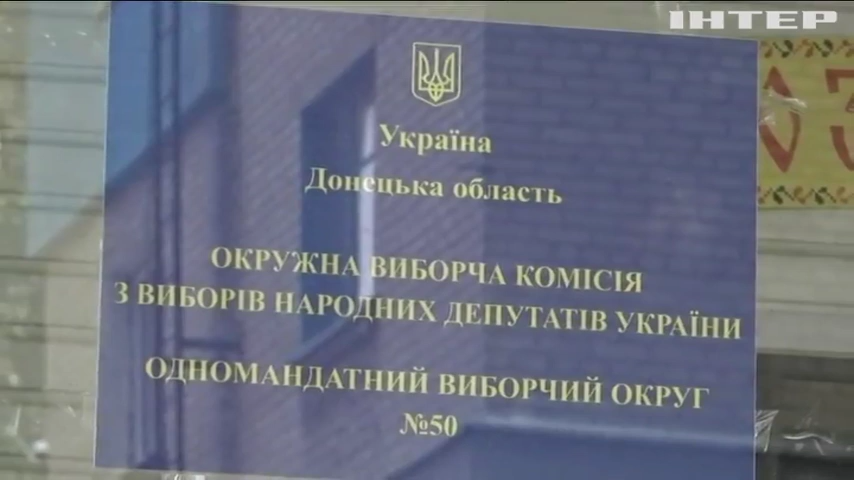 ІНТЕР
Україна
Донецька область
ОКРУЖНА ВИБОРЧА КОМІСІЯ
З ВИБОРІВ НАРОДНИХ ДЕПУТАТІВ УКРАЇНИ
ОДНОМАНДАТНИЙ ВИБОРЧИЙ ОКРУГ
№50